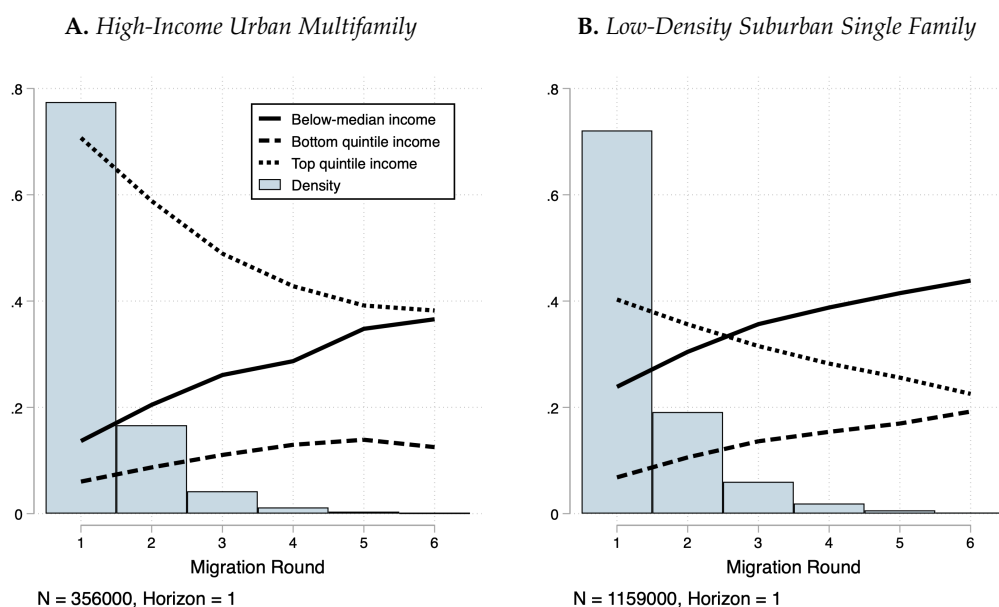 A. High-Income Urban Multifamily
.8
.6
.4
.2
0
Below-median income
Bottom quintile income
Top quintile income
Density
1 2 3 4 5 6
Migration Round
N = 356000, Horizon = 1
B. Low-Density Suburban Single Family
.8
.6
.4
.2
0
1 2 3 4 5 6
Migration Round
N = 1159000, Horizon = 1